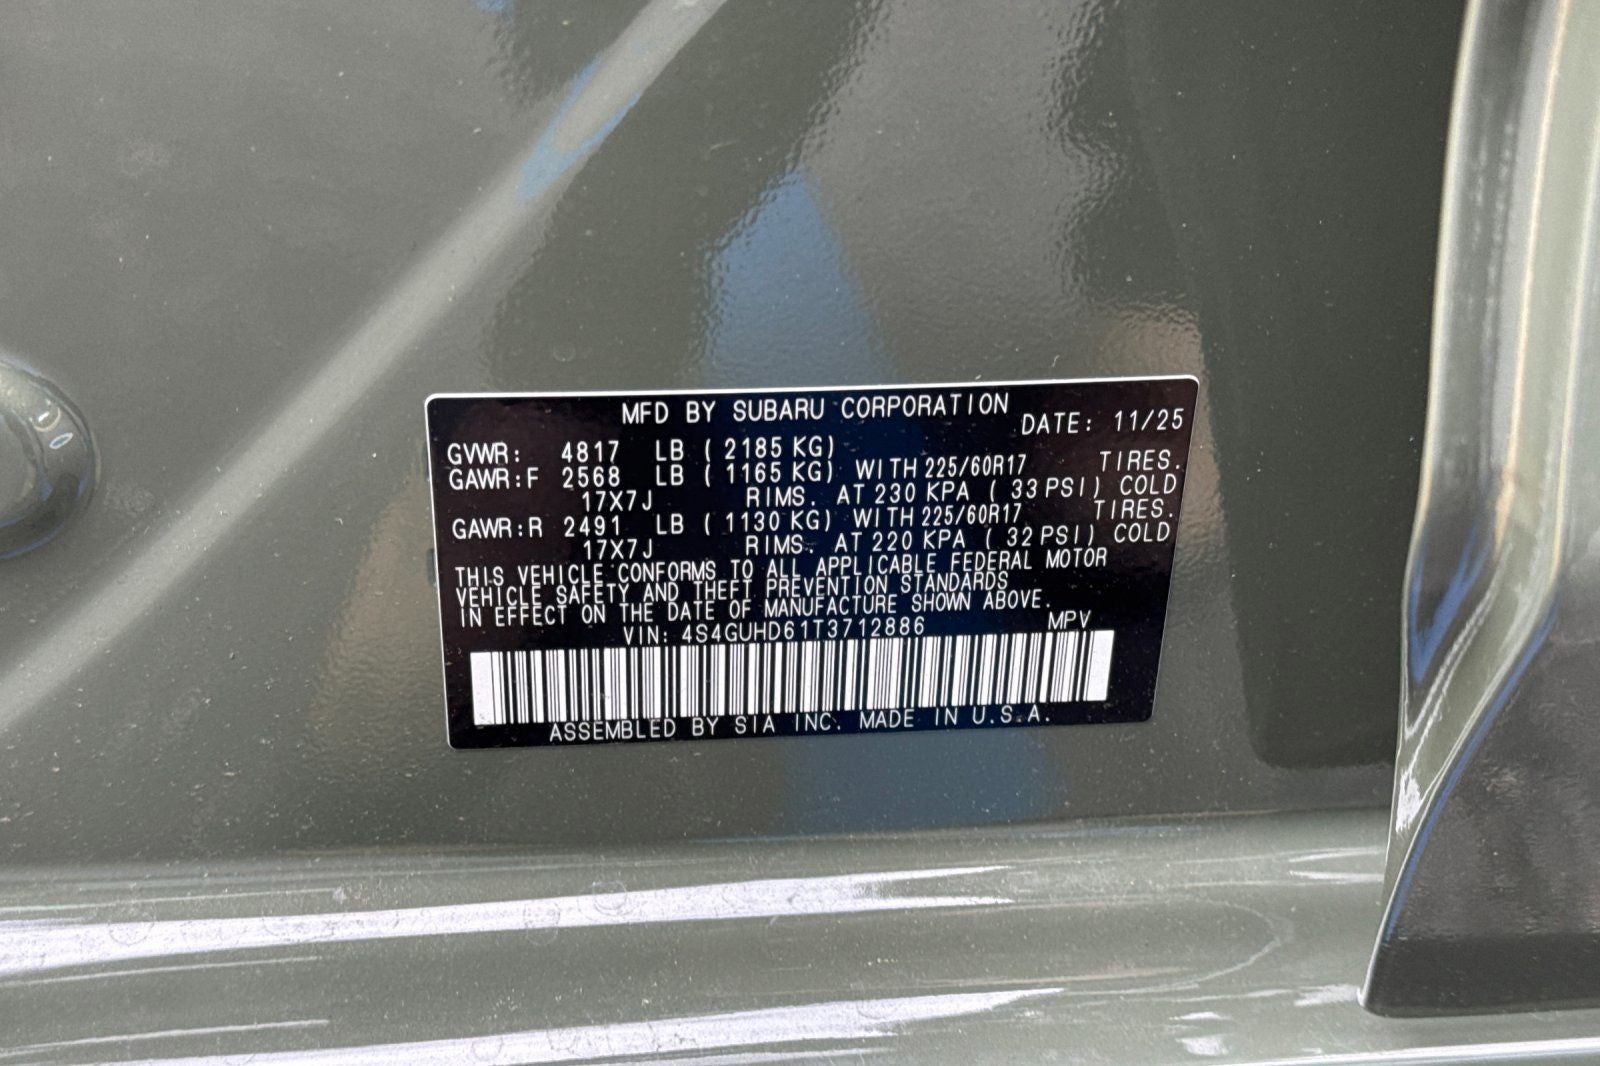 MFD BY SUBARU CORPORATION DATE: 11/25
GVWR: 4817 LB ( 2185 KG)
GAWR:F 2568 LB ( 1165 KG) WITH 225/60R17 TIRES.
17X7J RIMS. AT 230 KPA ( 33 PSI) COLD
GAWR:R 2491 LB ( 1130 KG) WITH 225/60R17 TIRES.
17X7J RIMS. AT 220 KPA ( 32 PSI) COLD
THIS VEHICLE CONFORMS TO ALL APPLICABLE FEDERAL MOTOR
VEHICLE SAFETY AND THEFT PREVENTION STANDARDS
IN EFFECT ON THE DATE OF MANUFACTURE SHOWN ABOVE.
VIN: 4S4GUHD61T3712886 MPV
ASSEMBLED BY SIA INC. MADE IN U.S.A.